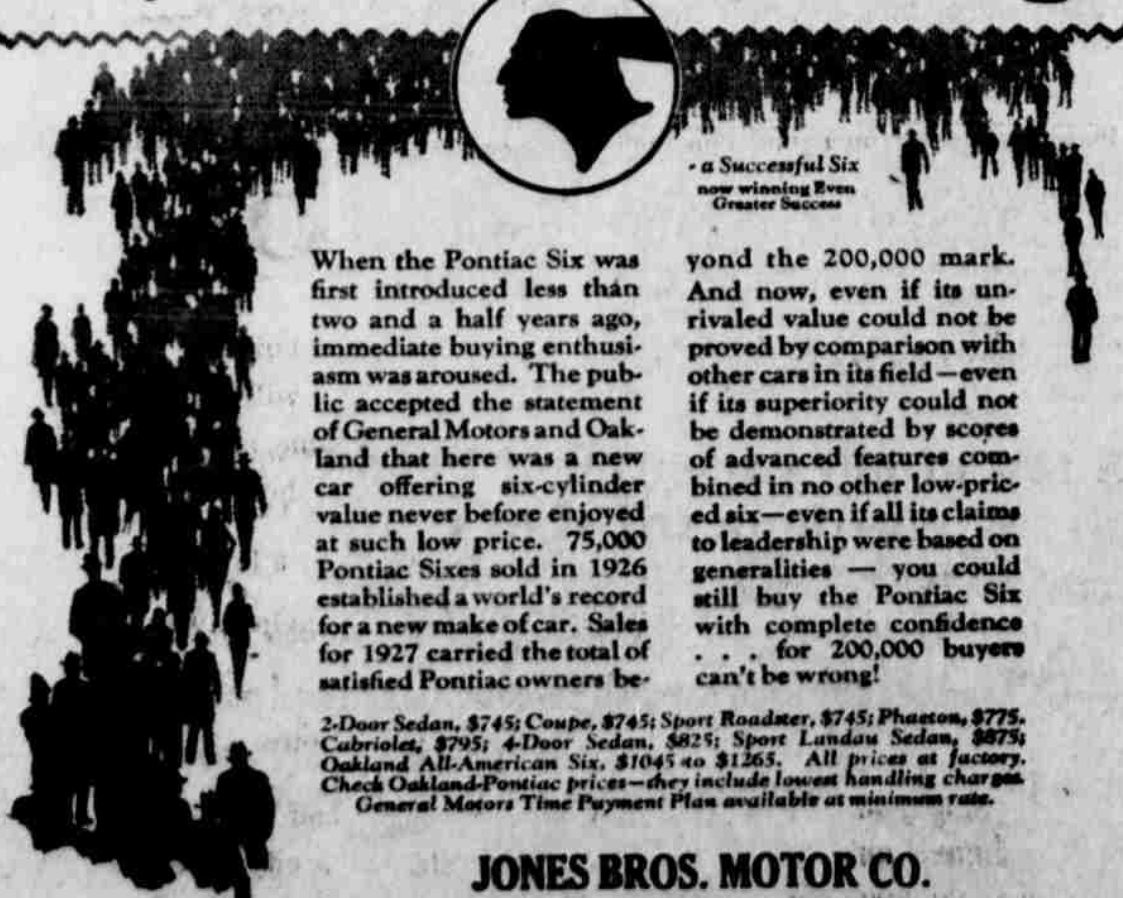 - a Successful Six
now winning Even
Greater Success
When the Pontiac Six was
first introduced less than
two and a half years ago,
immediate buying enthusi-
asm was aroused. The pub-
lic accepted the statement
of General Motors and Oak-
land that here was a new
car offering six-cylinder
value never before enjoyed
at such low price. 75,000
Pontiac Sixes sold in 1926
established a world's record
for a new make of car. Sales
for 1927 carried the total of
satisfied Pontiac owners be-
yond the 200,000 mark.
And now, even if its un-
rivaled value could not be
proved by comparison with
other cars in its field—even
if its superiority could not
be demonstrated by scores
of advanced features com-
bined in no other low-pric-
ed six—even if all its claims
to leadership were based on
generalities — you could
still buy the Pontiac Six
with complete confidence
. . . for 200,000 buyers
can't be wrong!
2-Door Sedan, $745; Coupe, $745; Sport Roadster, $745; Phaeton, $775.
Cabriolet, $795; 4-Door Sedan, $825; Sport Landau Sedan, $875;
Oakland All-American Six, $1045 to $1265. All prices at factory.
Check Oakland-Pontiac prices—they include lowest handling charges.
General Motors Time Payment Plan available at minimum rate.
JONES BROS. MOTOR CO.